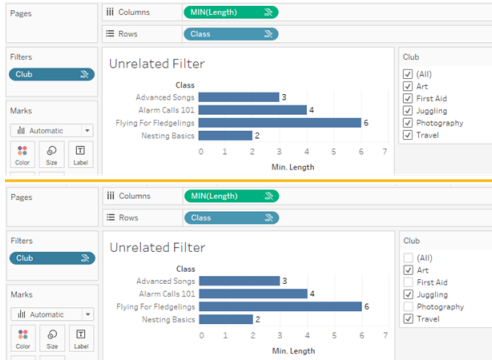 Pages
Columns
MIN(Length)
Rows
Class
Filters
Club
Marks
Automatic
Color
Size
Label
Unrelated Filter
Class
Advanced Songs
3
Alarm Calls 101
4
Flying For Fledgelings
6
Nesting Basics
2
0 1 2 3 4 5 6 7
Min. Length
Club
(All)
Art
First Aid
Juggling
Photography
Travel
Pages
Columns
MIN(Length)
Rows
Class
Filters
Club
Marks
Automatic
Color
Size
Label
Unrelated Filter
Class
Advanced Songs
3
Alarm Calls 101
4
Flying For Fledgelings
6
Nesting Basics
2
0 1 2 3 4 5 6 7
Min. Length
Club
(All)
Art
First Aid
Juggling
Photography
Travel